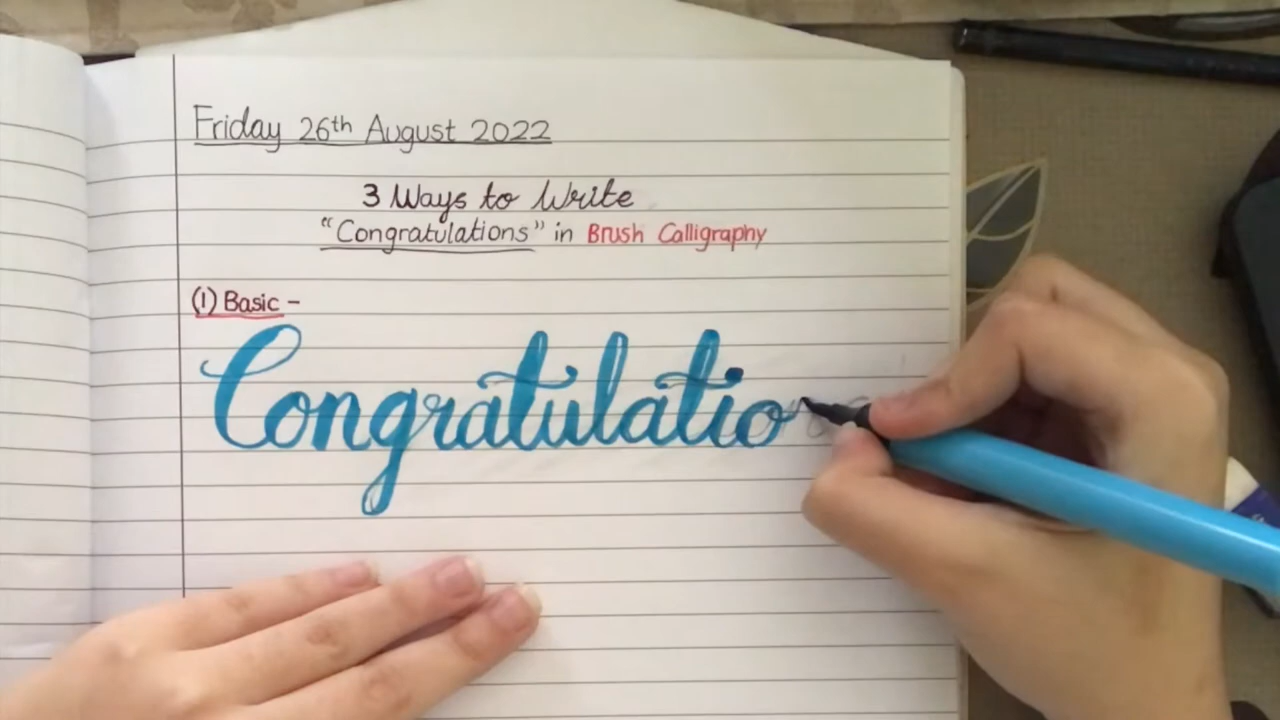 Friday 26th August 2022
3 Ways to Write
"Congratulations" in Brush Calligraphy
(1) Basic -
Congratulatio